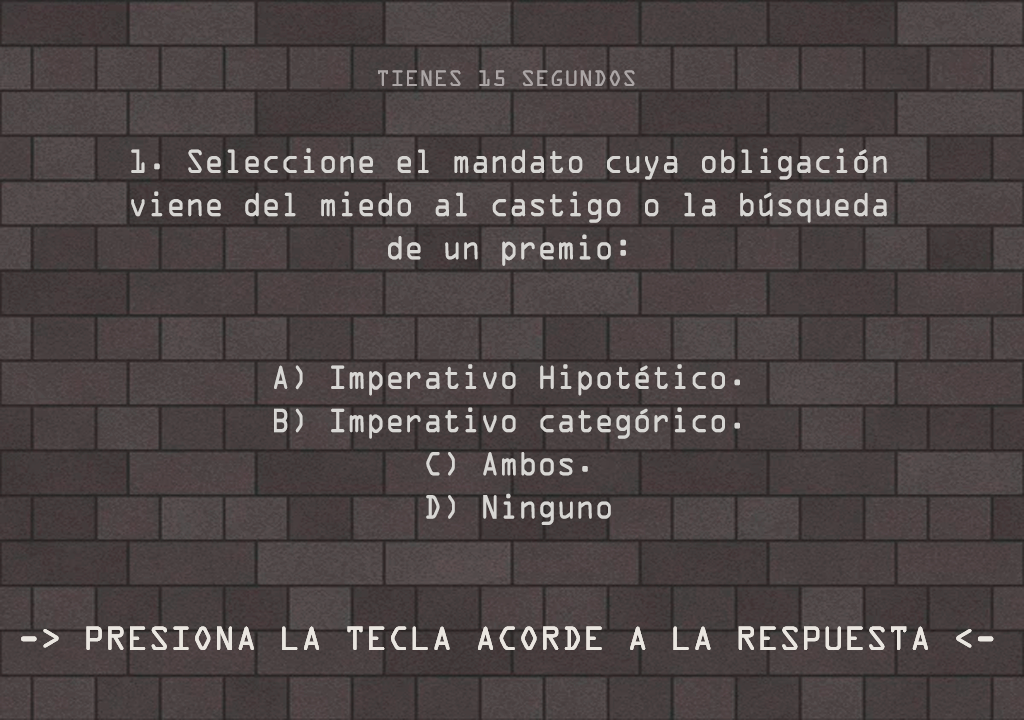 TIENES 15 SEGUNDOS
1. Seleccione el mandato cuya obligación
viene del miedo al castigo o la búsqueda
de un premio:
A) Imperativo Hipotético.
B) Imperativo categórico.
C) Ambos.
D) Ninguno
-> PRESIONA LA TECLA ACORDE A LA RESPUESTA <-